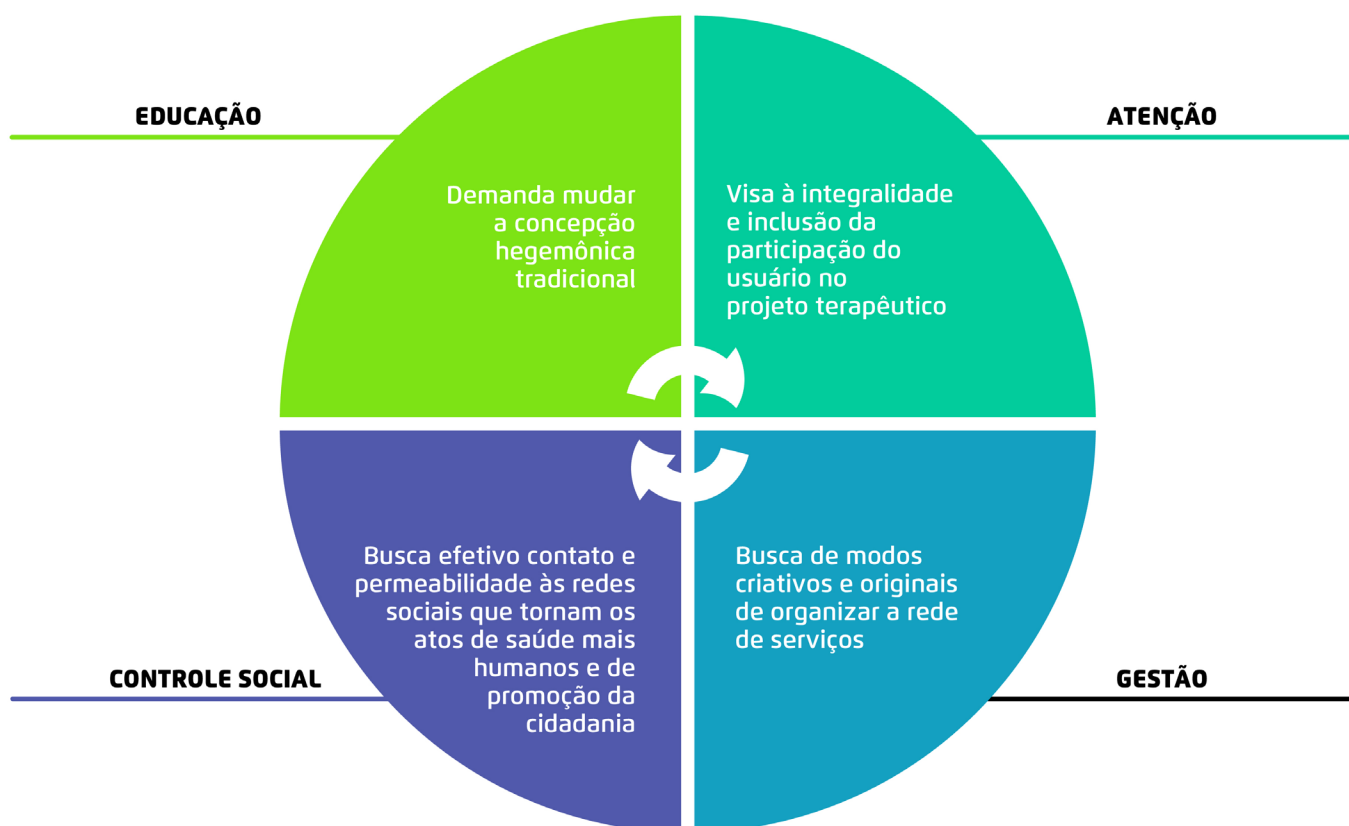 EDUCAÇÃO
Demanda mudar
a concepção
hegemônica
tradicional
ATENÇÃO
Visa à integralidade
e inclusão da
participação do
usuário no
projeto terapêutico
CONTROLE SOCIAL
Busca efetivo contato e
permeabilidade às redes
sociais que tornam os
atos de saúde mais
humanos e de
promoção da
cidadania
GESTÃO
Busca de modos
criativos e originais
de organizar a rede
de serviços